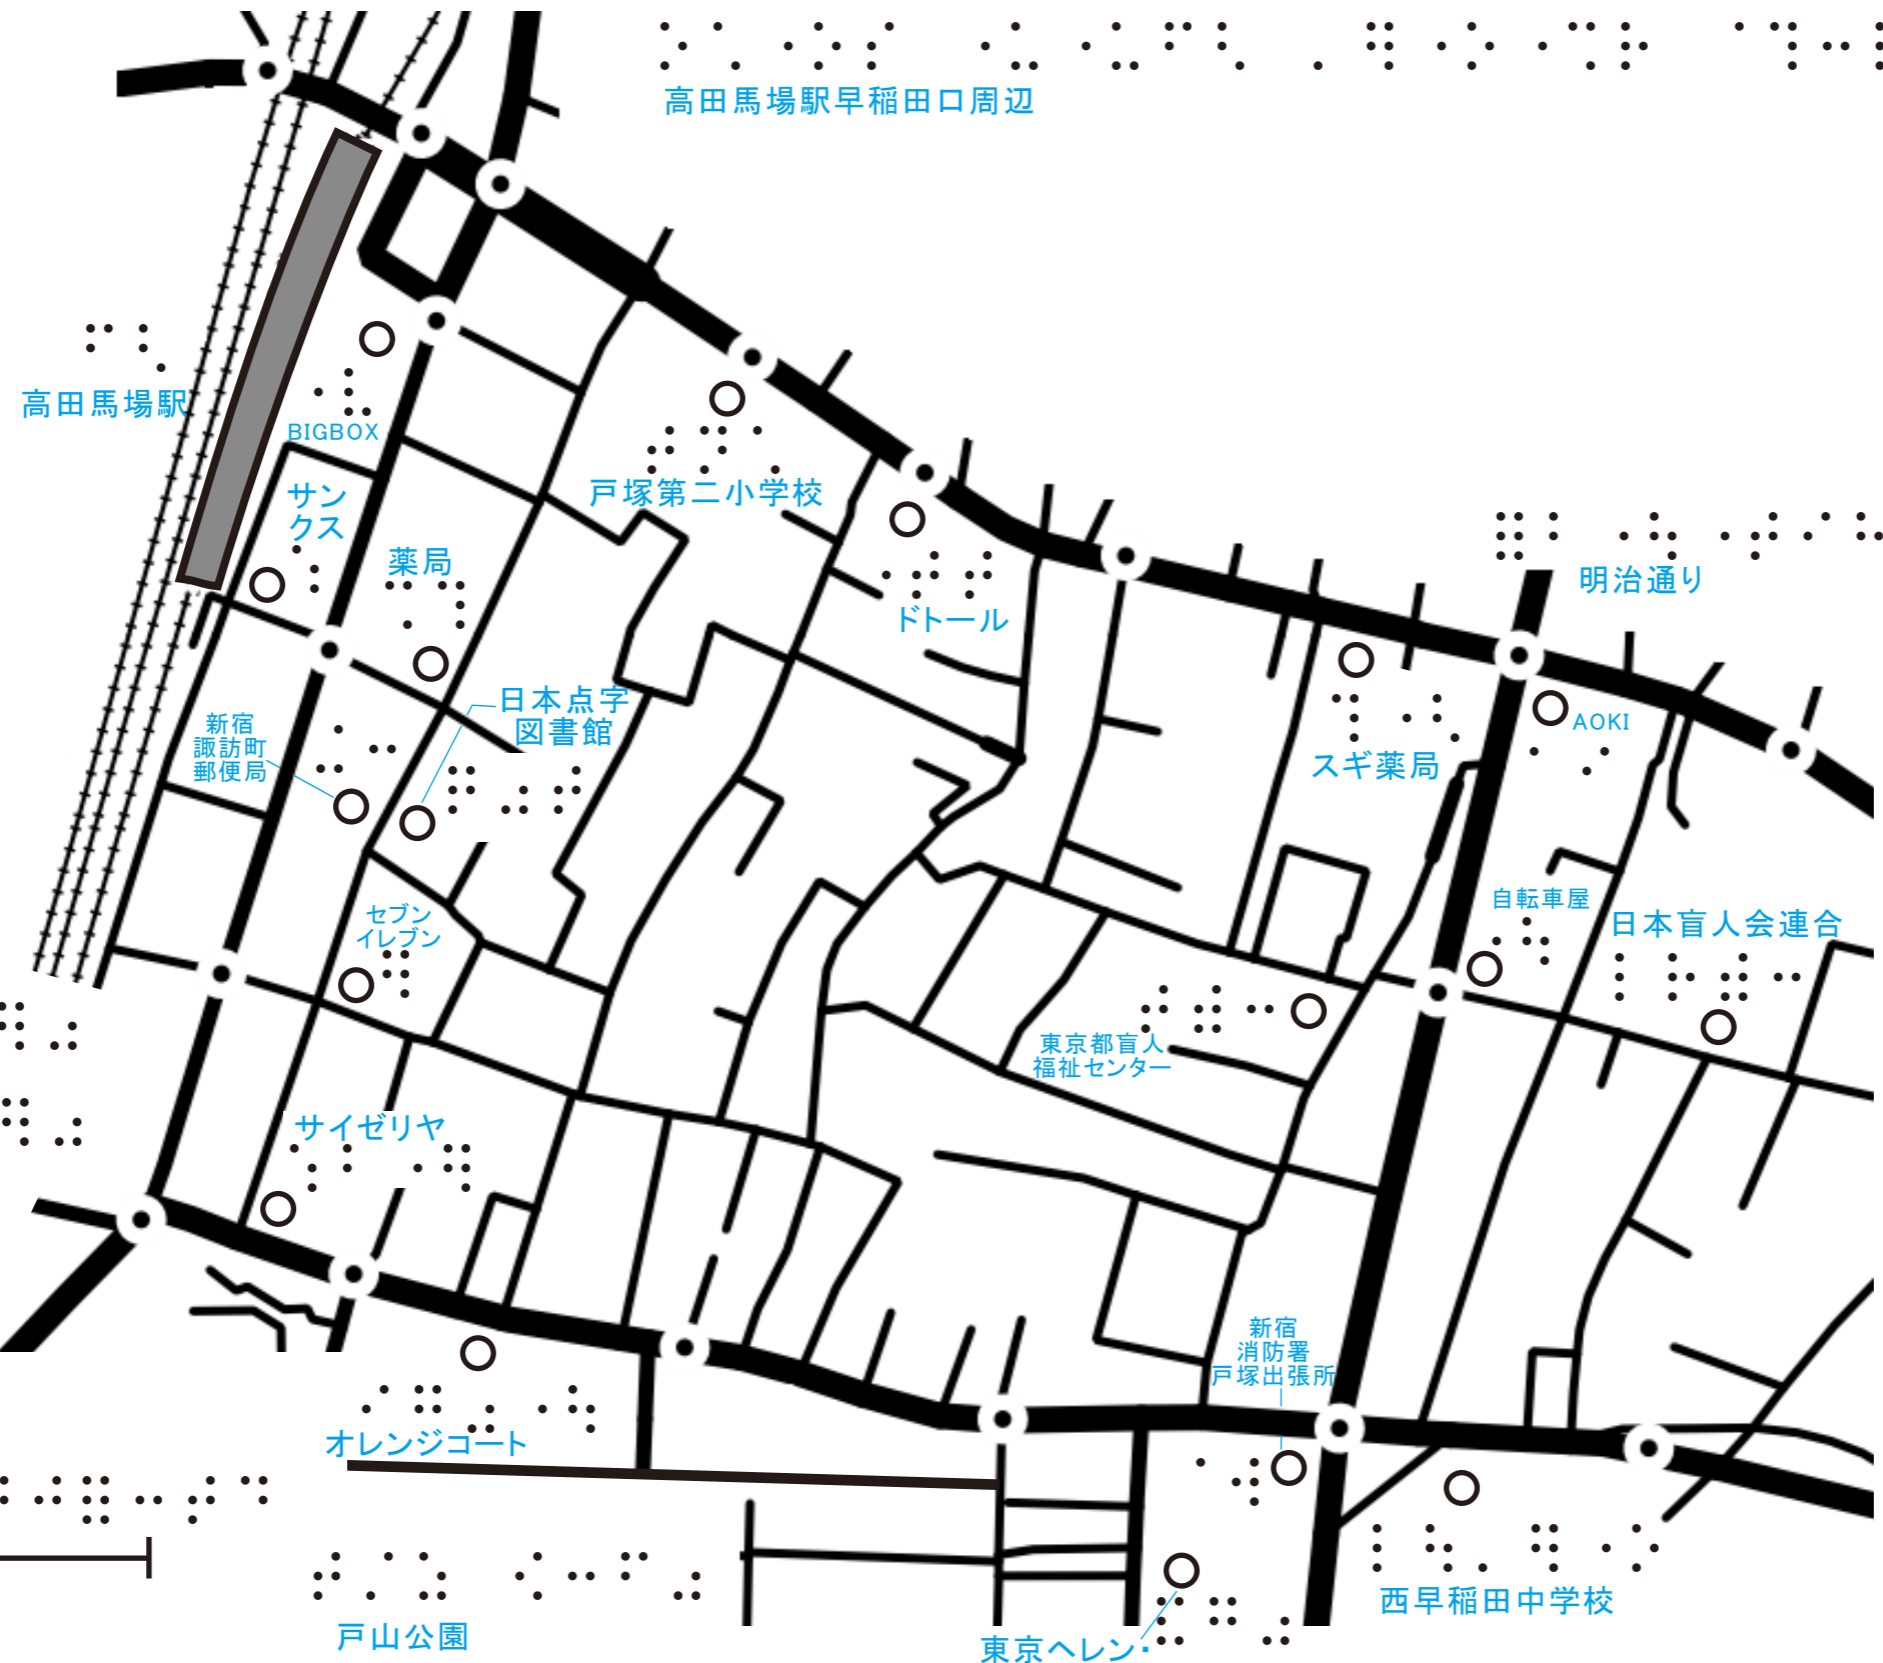 高田馬場駅早稲田口周辺
高田馬場駅
BIGBOX
サン
クス
薬局
戸塚第二小学校
ドトール
明治通り
新宿
諏訪町
郵便局
日本点字
図書館
スギ薬局
AOKI
セブン
イレブン
自転車屋
日本盲人会連合
東京都盲人
福祉センター
サイゼリヤ
オレンジコート
新宿
消防署
戸塚出張所
戸山公園
東京ヘレン・
西早稲田中学校